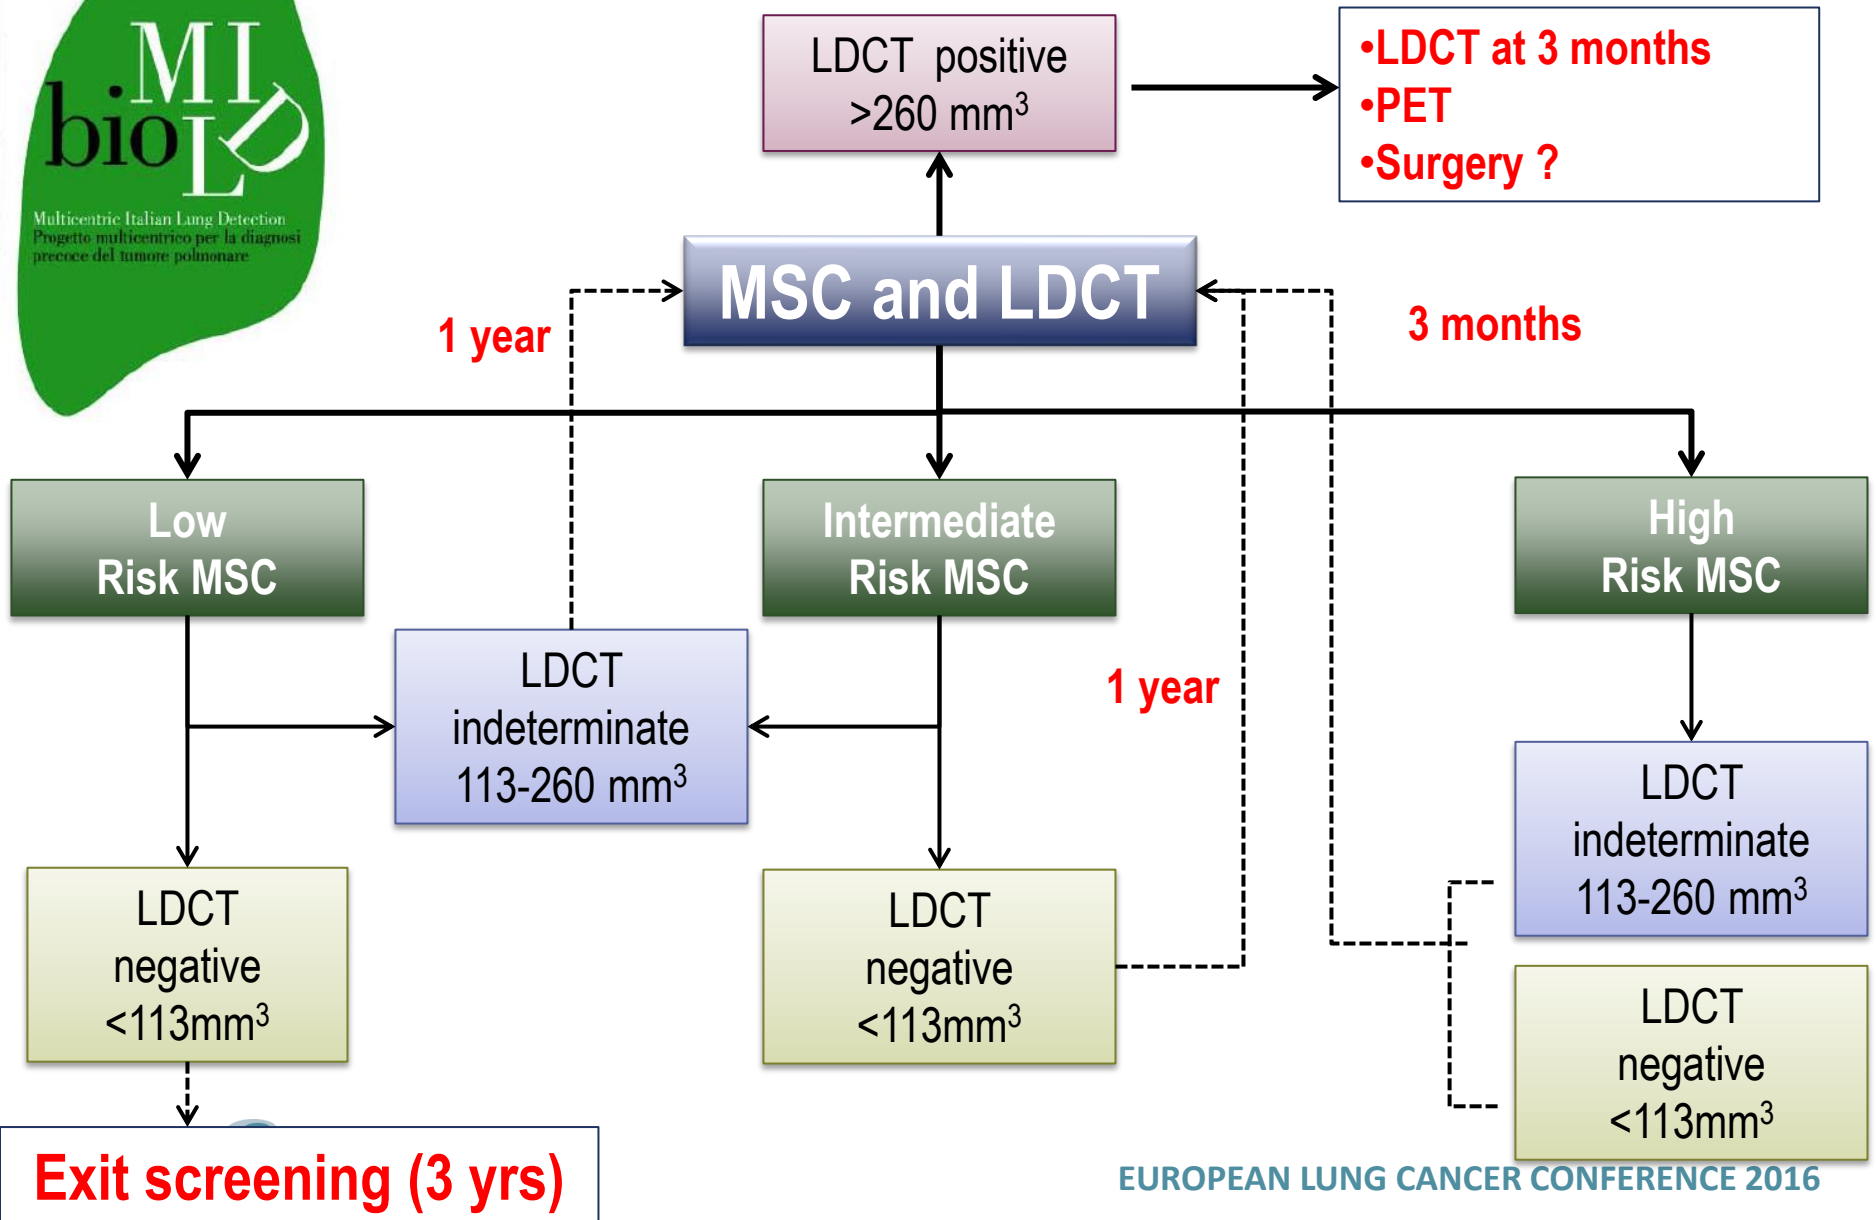 MILD
bio
Multicentric Italian Lung Detection
Progetto multicentrico per la diagnosi
precoce del tumore polmonare
LDCT positive
>260 mm³
•LDCT at 3 months
•PET
•Surgery ?
MSC and LDCT
1 year
3 months
Low
Risk MSC
Intermediate
Risk MSC
High
Risk MSC
LDCT
indeterminate
113-260 mm³
1 year
LDCT
indeterminate
113-260 mm³
LDCT
negative
<113mm³
LDCT
negative
<113mm³
LDCT
negative
<113mm³
Exit screening (3 yrs)
EUROPEAN LUNG CANCER CONFERENCE 2016